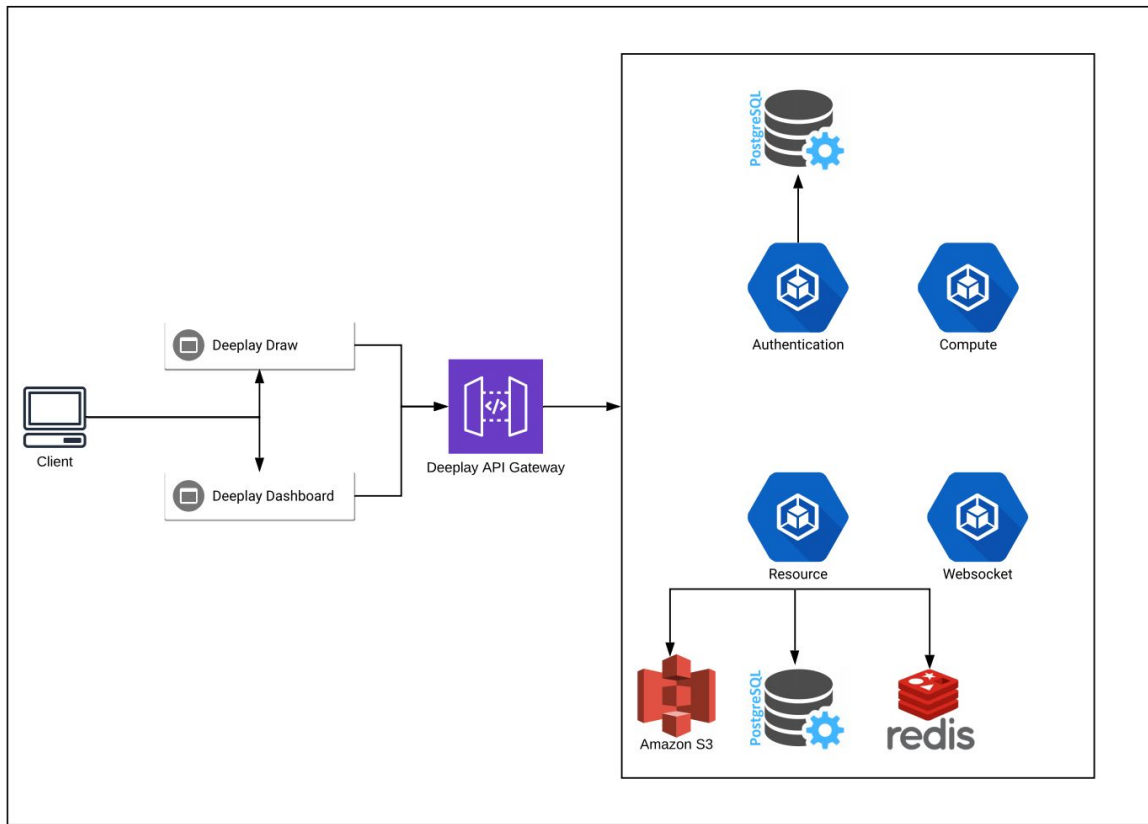 PostgreSQL
Authentication
Compute
Deeplay Draw
Client
Deeplay API Gateway
Deeplay Dashboard
Resource
Websocket
Amazon S3
PostgreSQL
redis